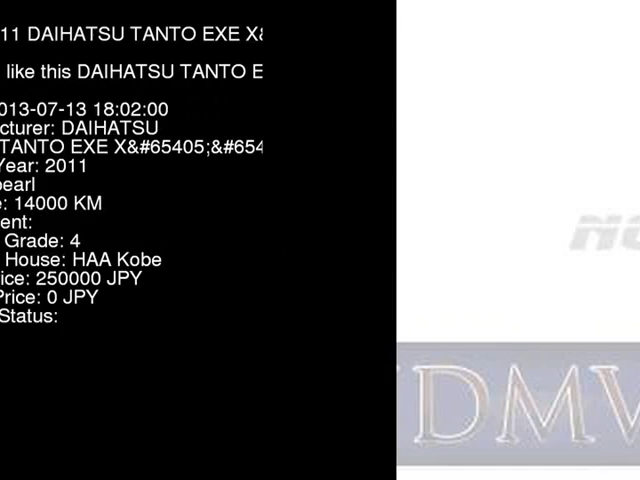 11 DAIHATSU TANTO EXE X&
like this DAIHATSU TANTO E
013-07-13 18:02:00
cturer: DAIHATSU
TANTO EXE X&#65405;&#654
Year: 2011
pearl
e: 14000 KM
ent:
Grade: 4
House: HAA Kobe
ice: 250000 JPY
Price: 0 JPY
Status:
NO
DMV